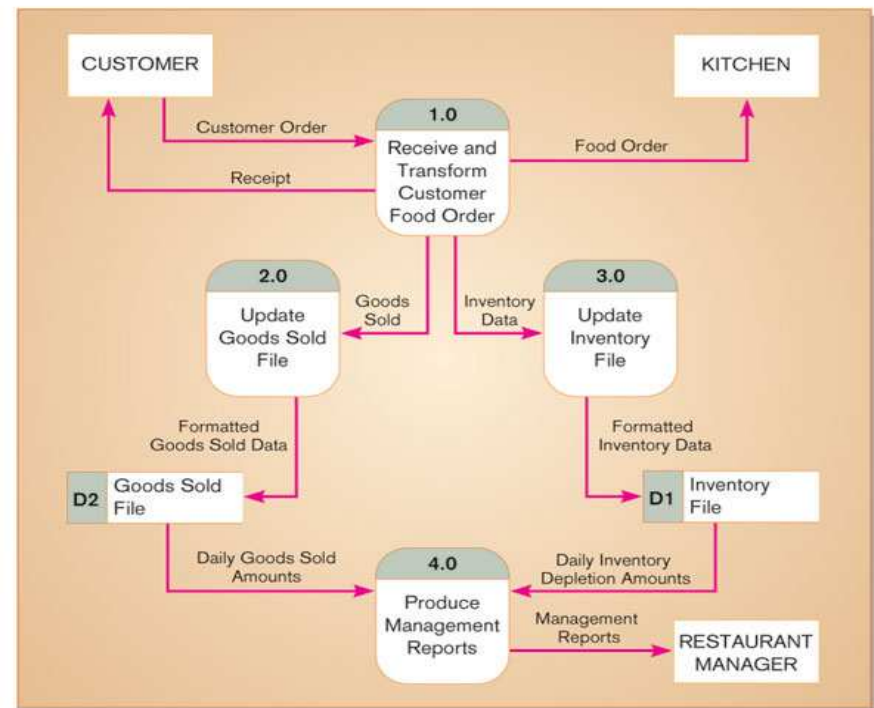 CUSTOMER
KITCHEN
1.0
Receive and
Transform
Customer
Food Order
Customer Order
Receipt
Food Order
2.0
Update
Goods Sold
File
Goods
Sold
Inventory
Data
3.0
Update
Inventory
File
Formatted
Goods Sold Data
Formatted
Inventory Data
D2
Goods Sold
File
D1
Inventory
File
Daily Goods Sold
Amounts
4.0
Produce
Management
Reports
Daily Inventory
Depletion Amounts
Management
Reports
RESTAURANT
MANAGER